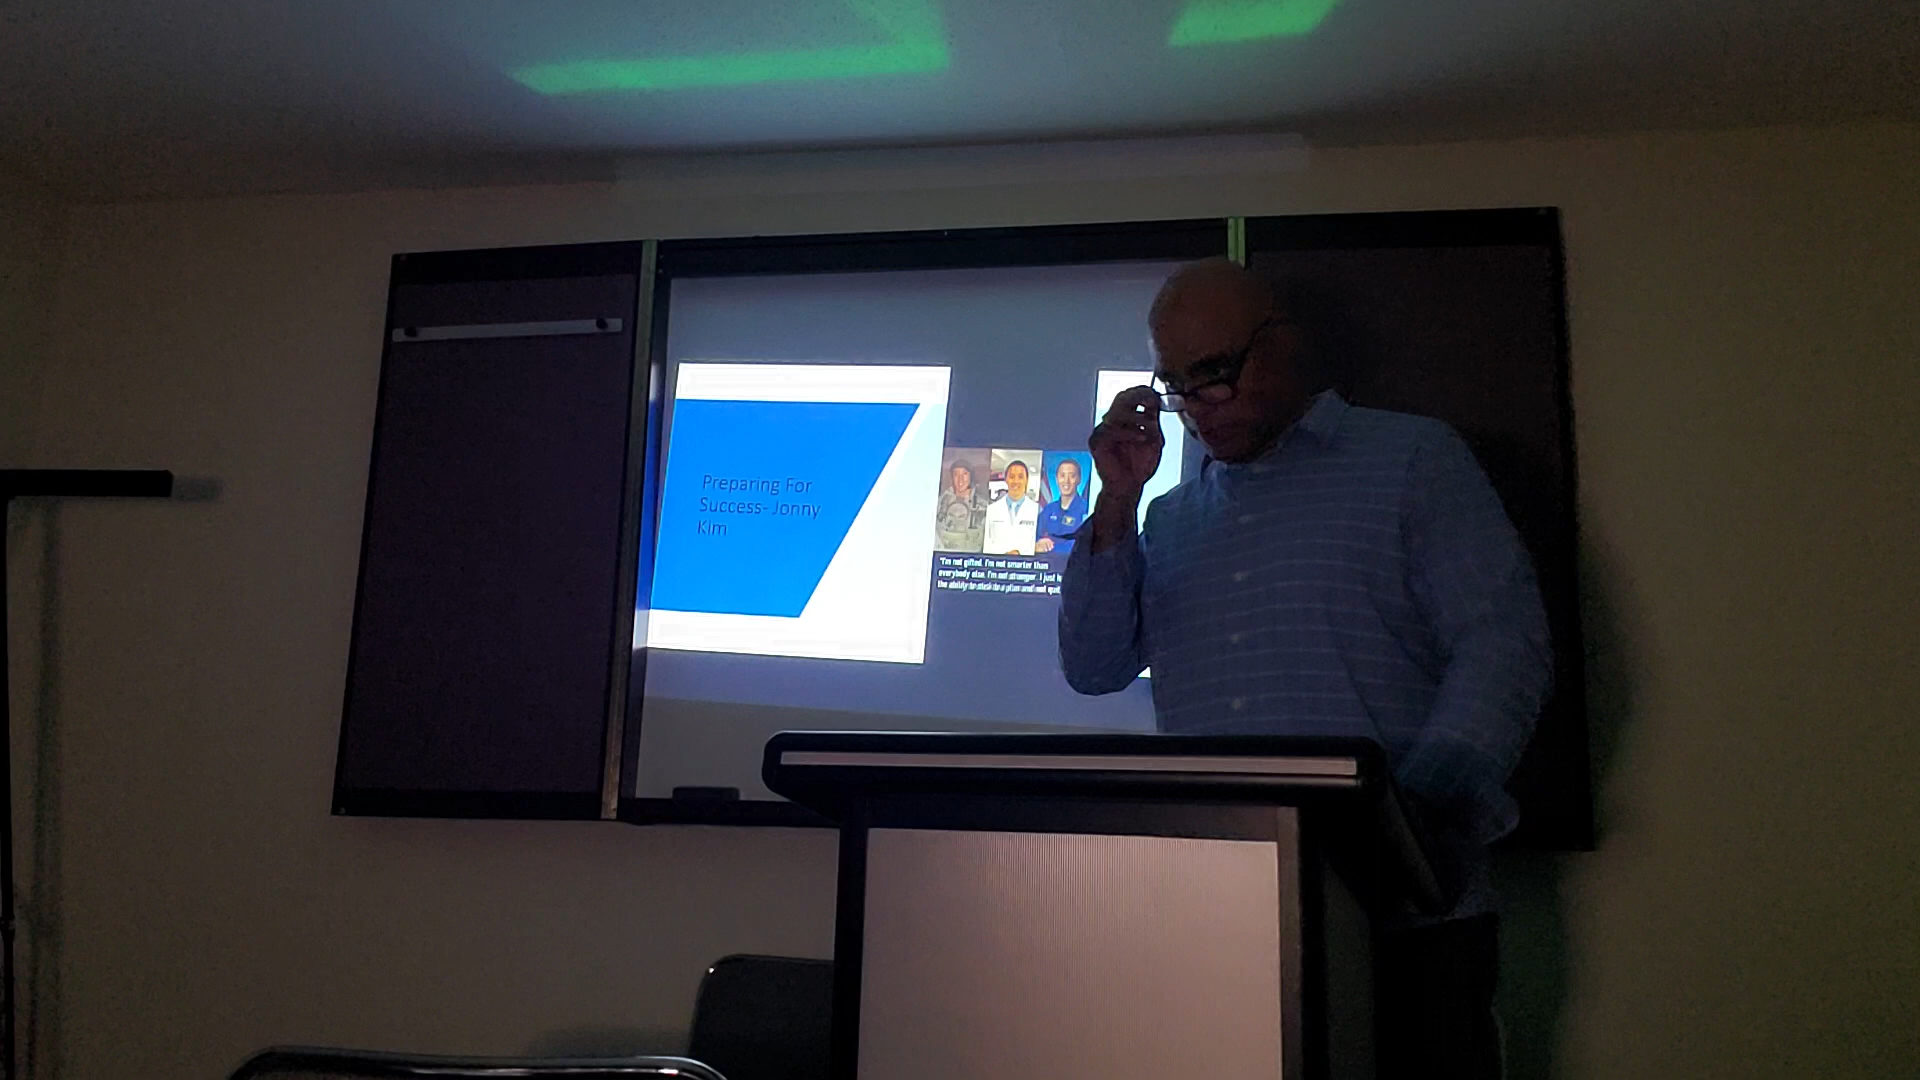 Preparing For
Success- Jonny
Kim
"I'm not gifted. I'm not smarter than
everybody else. I'm not stronger. I just
the ability to stick to a plan and not quit